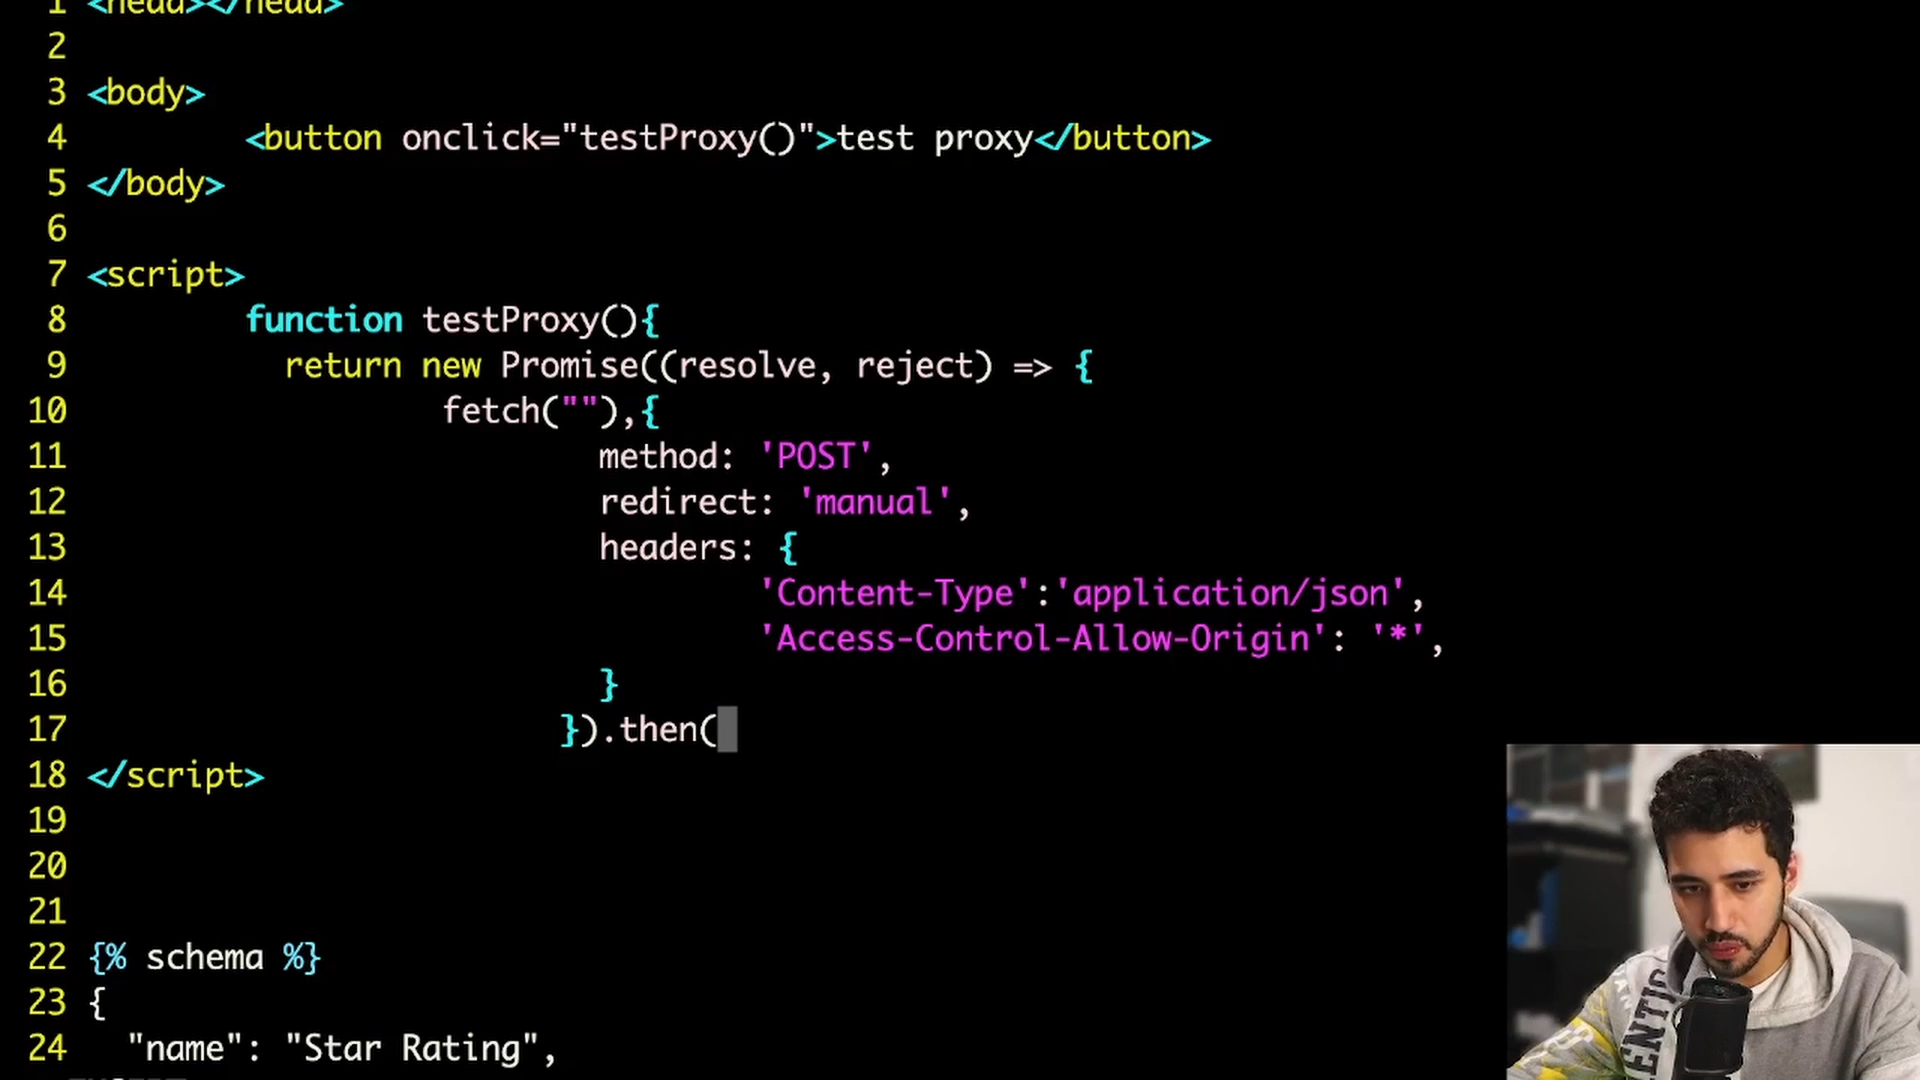 1 <head></head>
2
3 <body>
4 <button onclick="testProxy()">test proxy</button>
5 </body>
6
7 <script>
8 function testProxy(){
9 return new Promise((resolve, reject) => {
10 fetch(""),{
11 method: 'POST',
12 redirect: 'manual',
13 headers: {
14 'Content-Type':'application/json',
15 'Access-Control-Allow-Origin': '*',
16 }
17 }).then(
18 </script>
19
20
21
22 {% schema %}
23 {
24 "name": "Star Rating",